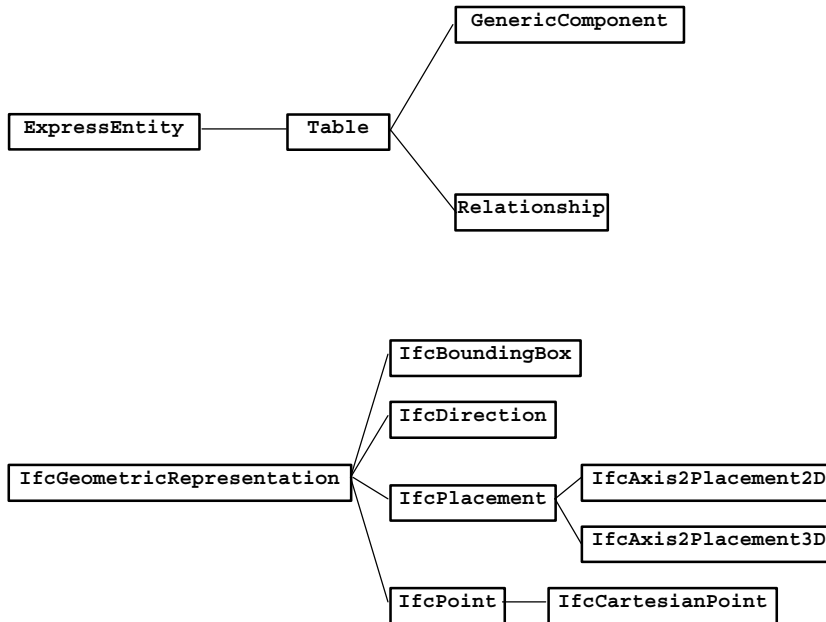 GenericComponent
ExpressEntity
Table
Relationship
IfcBoundingBox
IfcDirection
IfcGeometricRepresentation
IfcPlacement
IfcAxis2Placement2D
IfcAxis2Placement3D
IfcPoint
IfcCartesianPoint